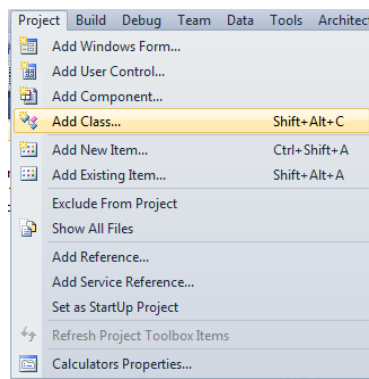 Project Build Debug Team Data Tools Architec
Add Windows Form...
Add User Control...
Add Component...
Add Class... Shift+Alt+C
Add New Item... Ctrl+Shift+A
Add Existing Item... Shift+Alt+A
Exclude From Project
Show All Files
Add Reference...
Add Service Reference...
Set as StartUp Project
Refresh Project Toolbox Items
Calculators Properties...